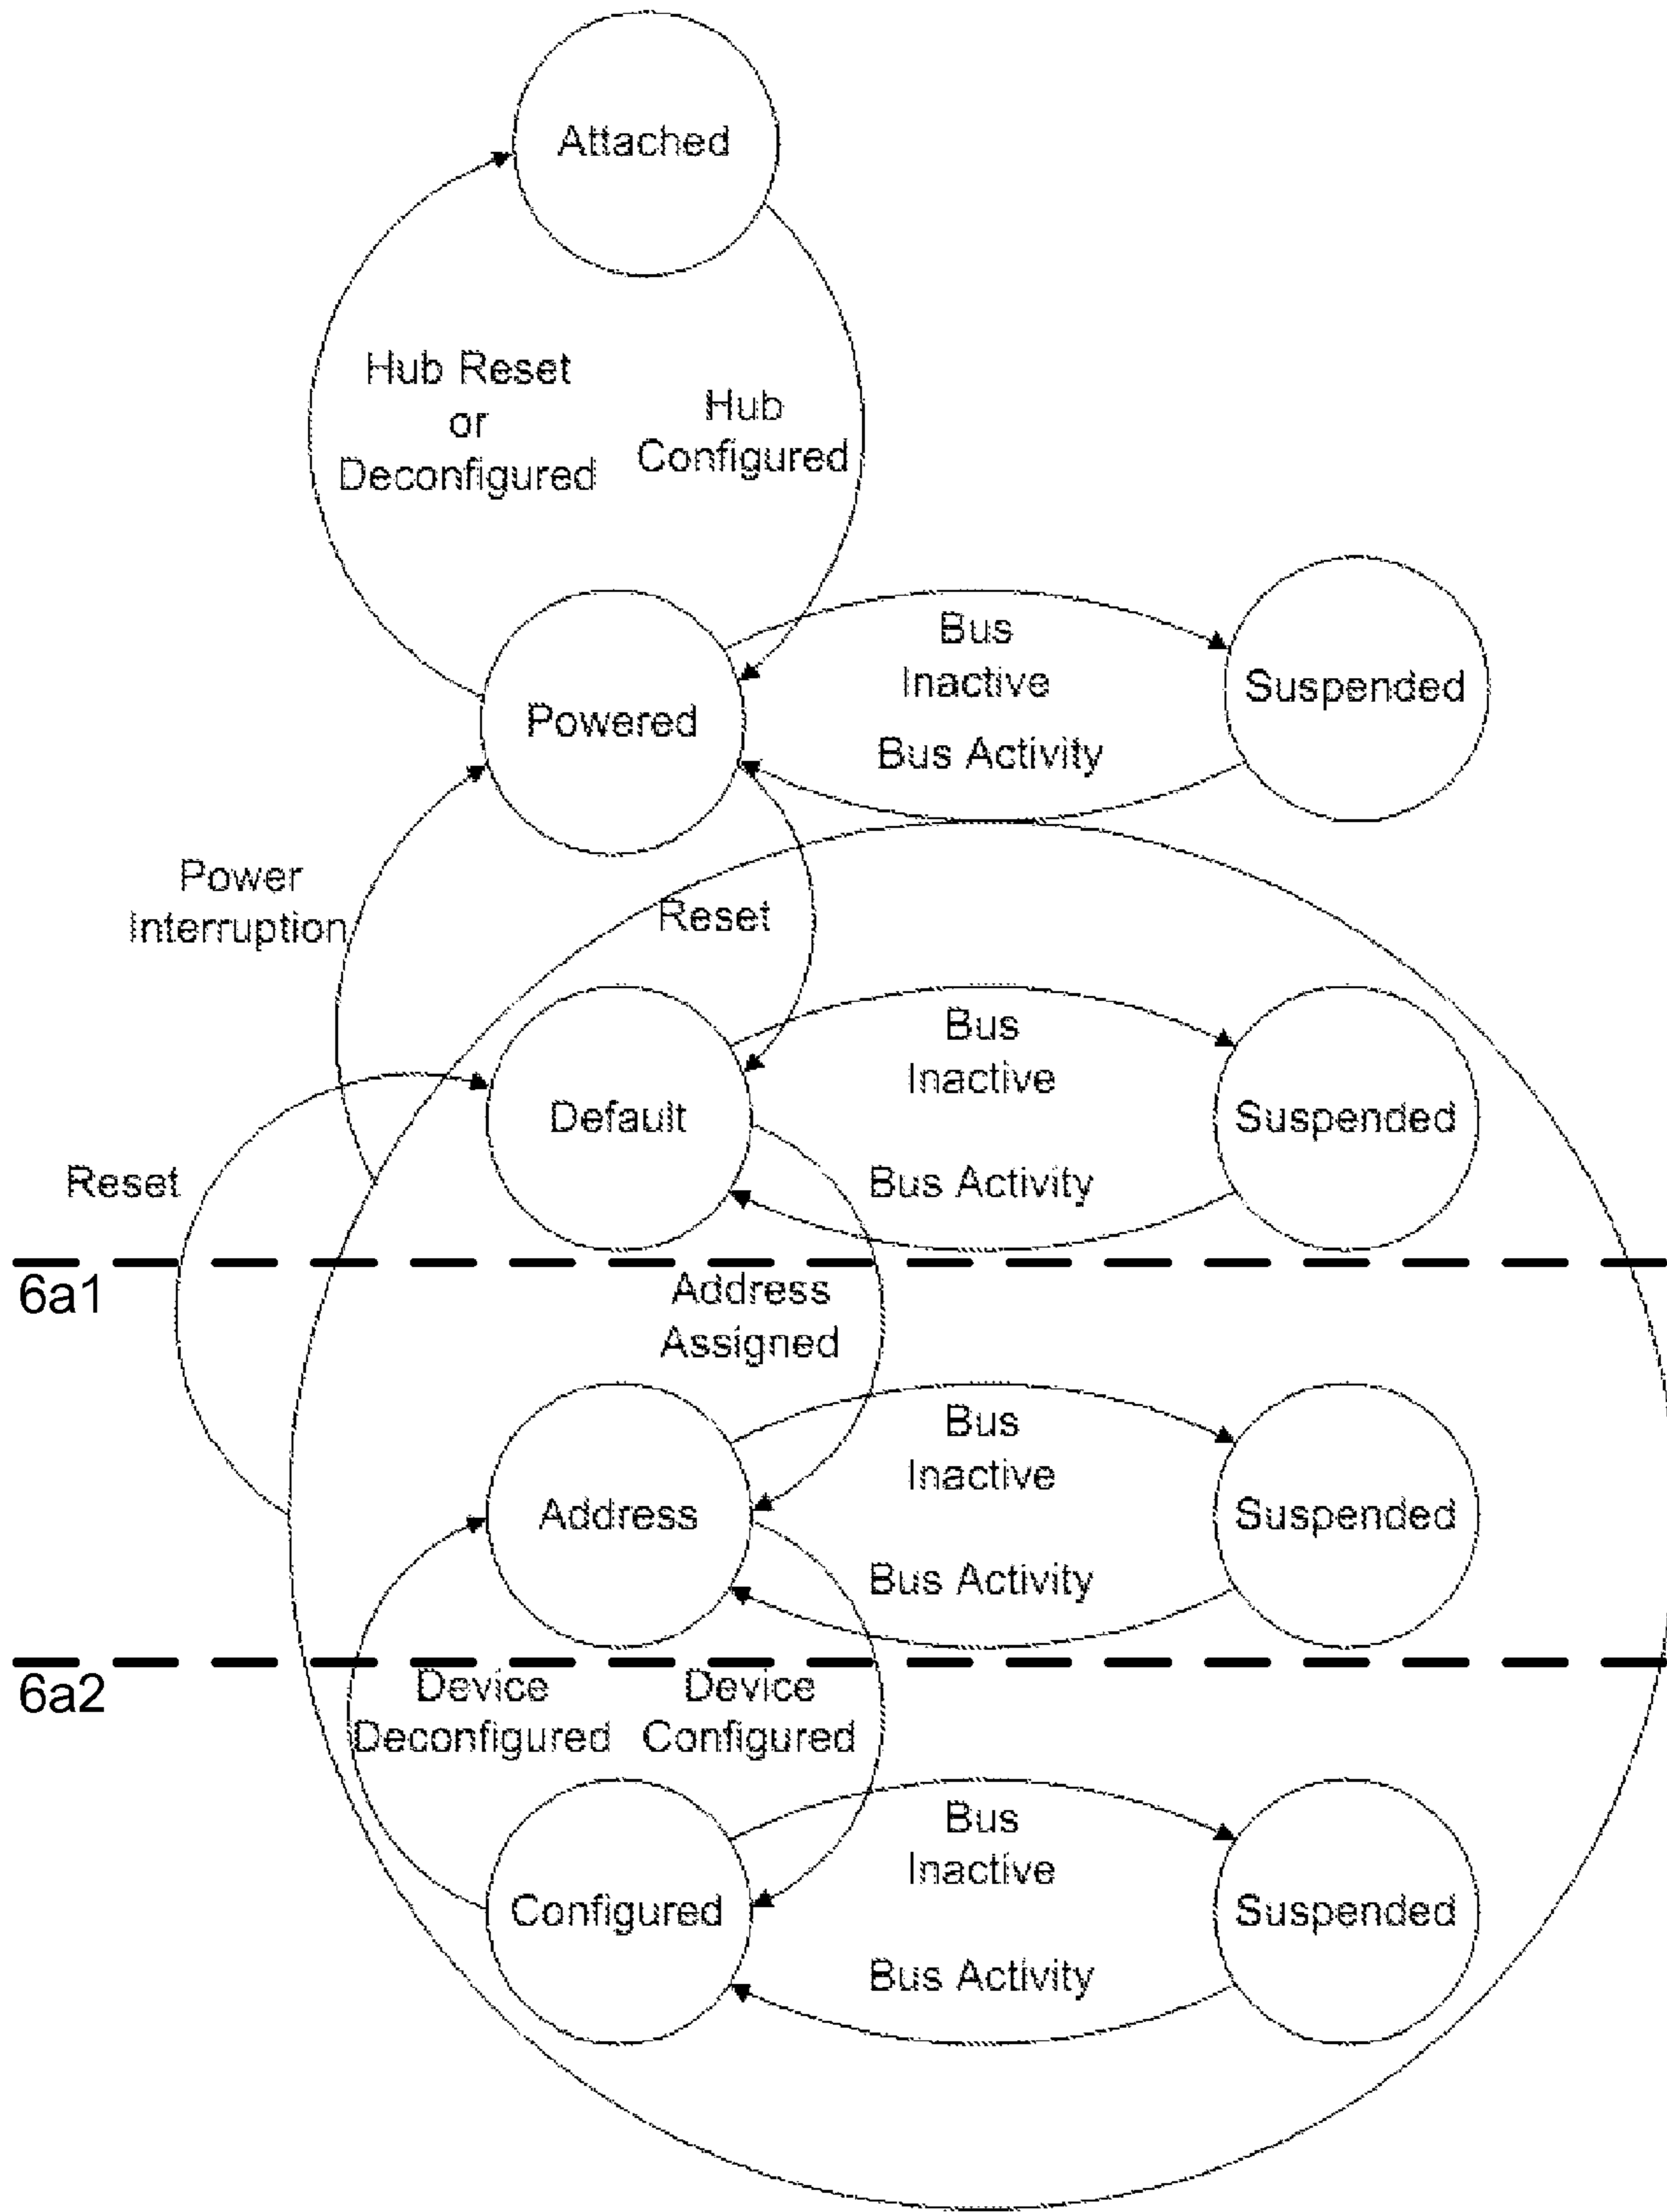 Attached
Hub Reset
or
Deconfigured
Hub
Configured
Bus
Inactive
Suspended
Powered
Bus Activity
Power
Interruption
Reset
Bus
Inactive
Default
Suspended
Reset
Bus Activity
6a1
Address
Assigned
Bus
Inactive
Address
Suspended
Bus Activity
6a2
Device
Deconfigured
Device
Configured
Bus
Inactive
Configured
Suspended
Bus Activity